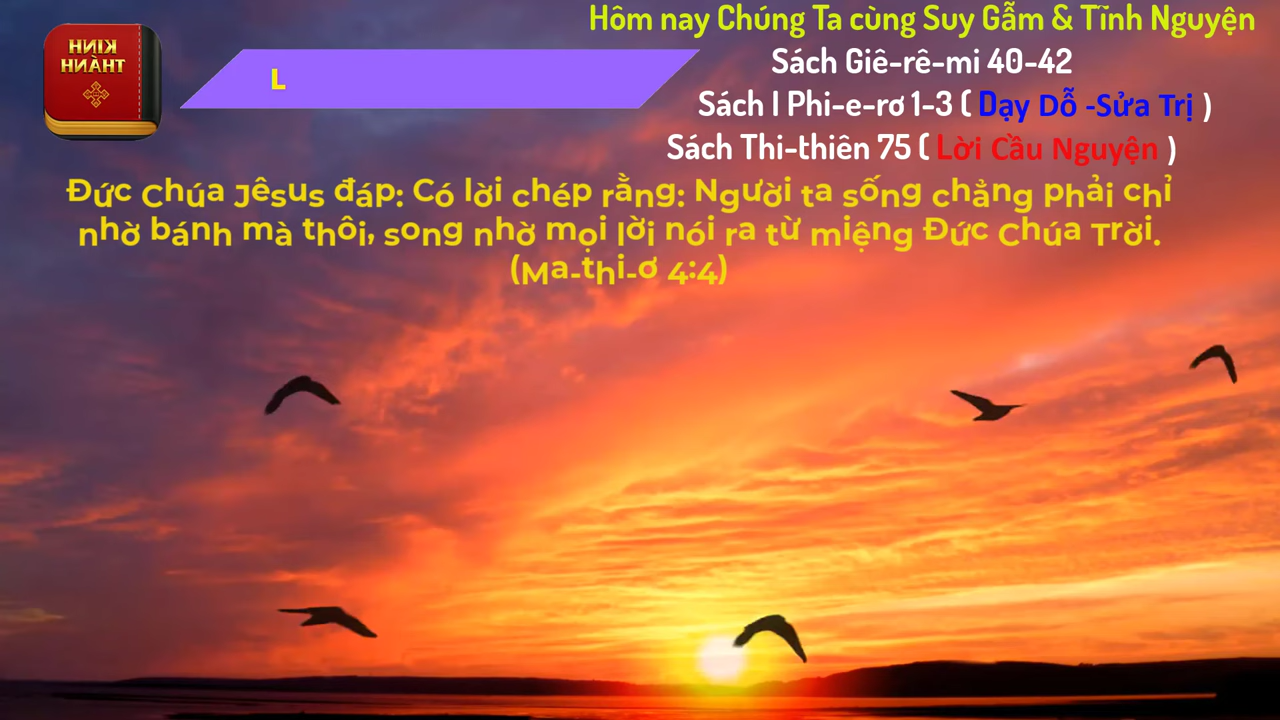 Hôm nay Chúng Ta cùng Suy Gẫm & Tĩnh Nguyện
KINH
THÁNH
L
Sách Giê-rê-mi 40-42
Sách I Phi-e-rơ 1-3 ( Dạy Dỗ -Sửa Trị )
Sách Thi-thiên 75 ( Lời Cầu Nguyện )
Đức Chúa Jêsus đáp: Có lời chép rằng: Người ta sống chẳng phải chỉ
nhờ bánh mà thôi, song nhờ mọi lời nói ra từ miệng Đức Chúa Trời.
(Ma-thi-ơ 4:4)